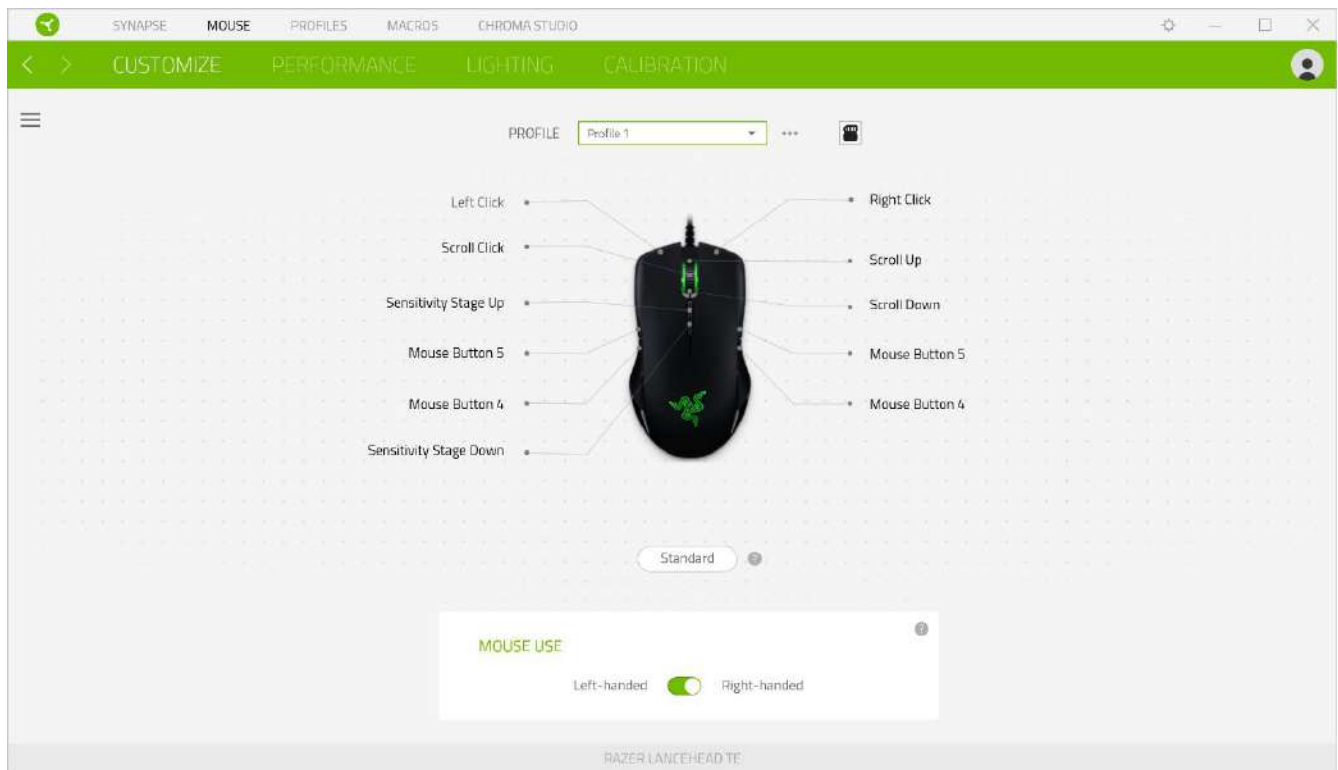 SYNAPSE MOUSE PROFILES MACROS CHROMA STUDIO
CUSTOMIZE PERFORMANCE LIGHTING CALIBRATION
PROFILE Profile 1
Left Click Right Click
Scroll Click Scroll Up
Sensitivity Stage Up Scroll Down
Mouse Button 5 Mouse Button 5
Mouse Button 4 Mouse Button 4
Sensitivity Stage Down
Standard ?
MOUSE USE ?
Left-handed Right-handed
RAZER LANCEHEAD TE